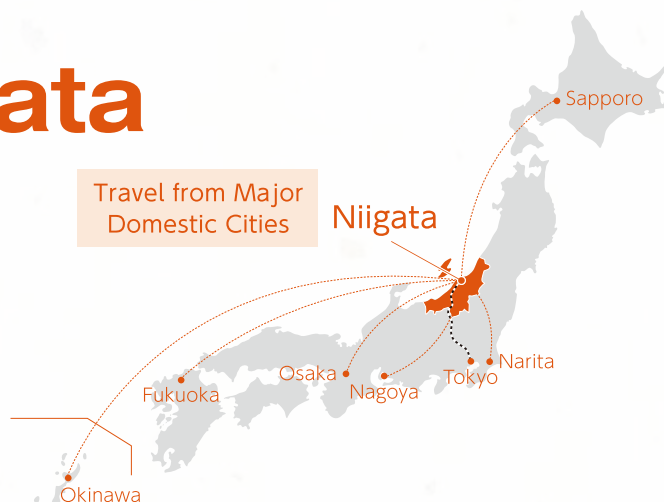 ata
Travel from Major
Domestic Cities
Niigata
Sapporo
Narita
Tokyo
Osaka
Nagoya
Fukuoka
Okinawa